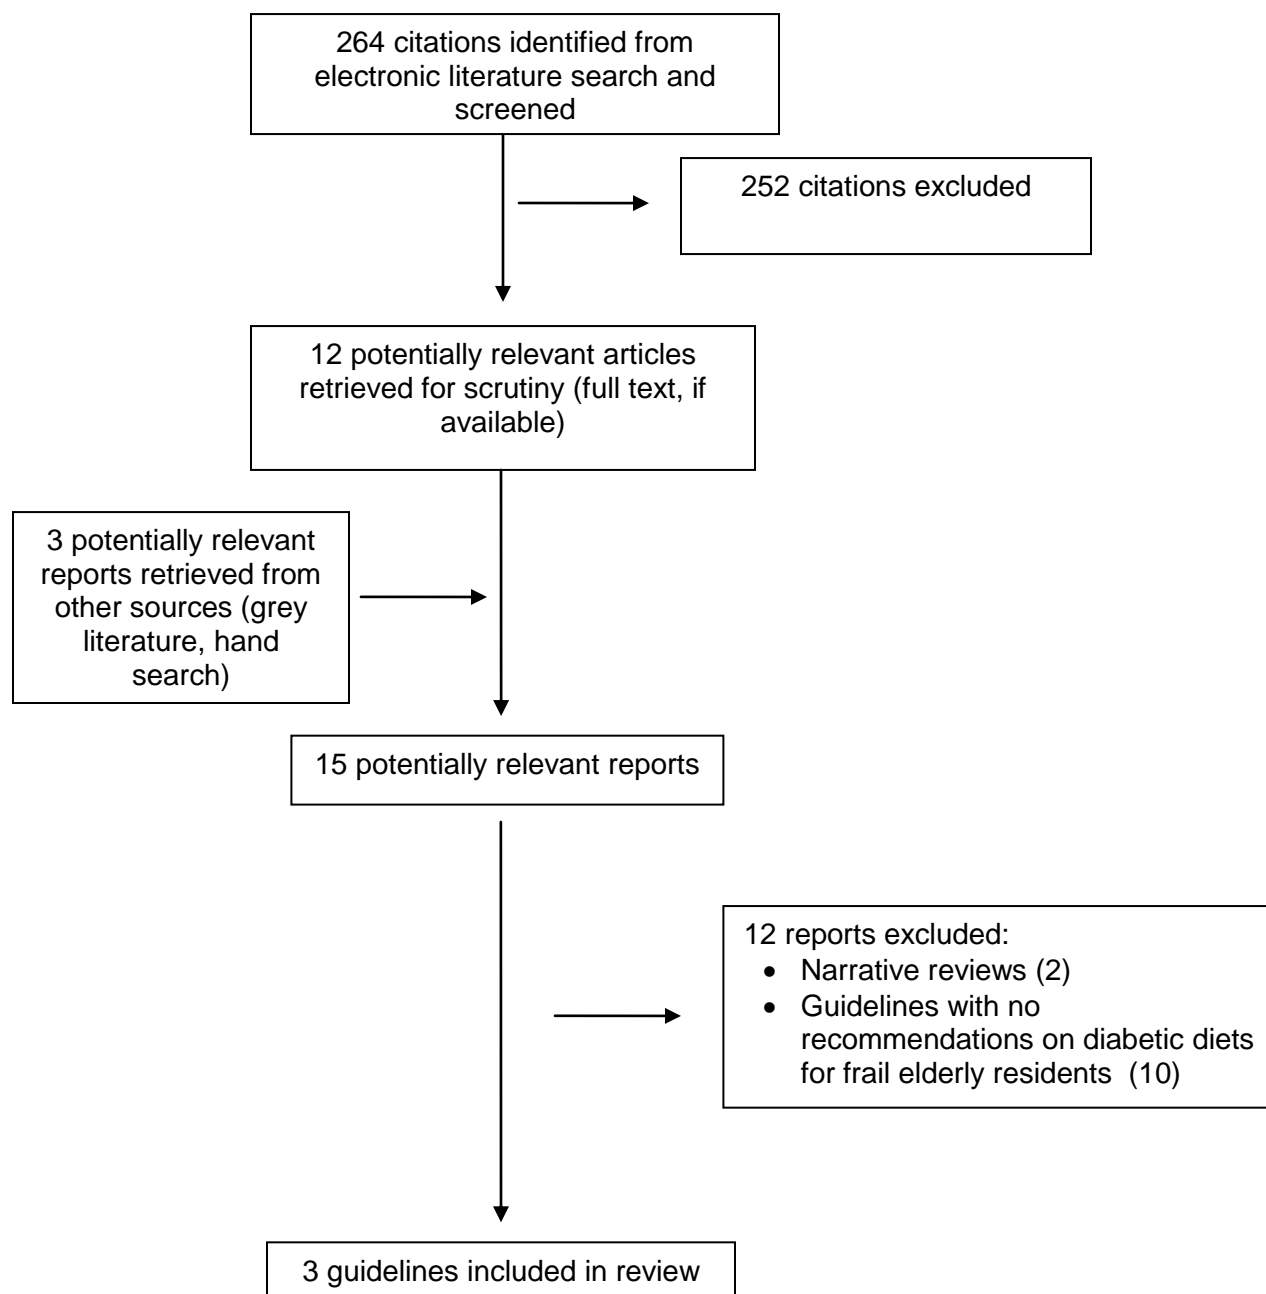 264 citations identified from
electronic literature search and
screened
252 citations excluded
12 potentially relevant articles
retrieved for scrutiny (full text, if
available)
3 potentially relevant
reports retrieved from
other sources (grey
literature, hand
search)
15 potentially relevant reports
12 reports excluded:
• Narrative reviews (2)
• Guidelines with no
recommendations on diabetic diets
for frail elderly residents (10)
3 guidelines included in review